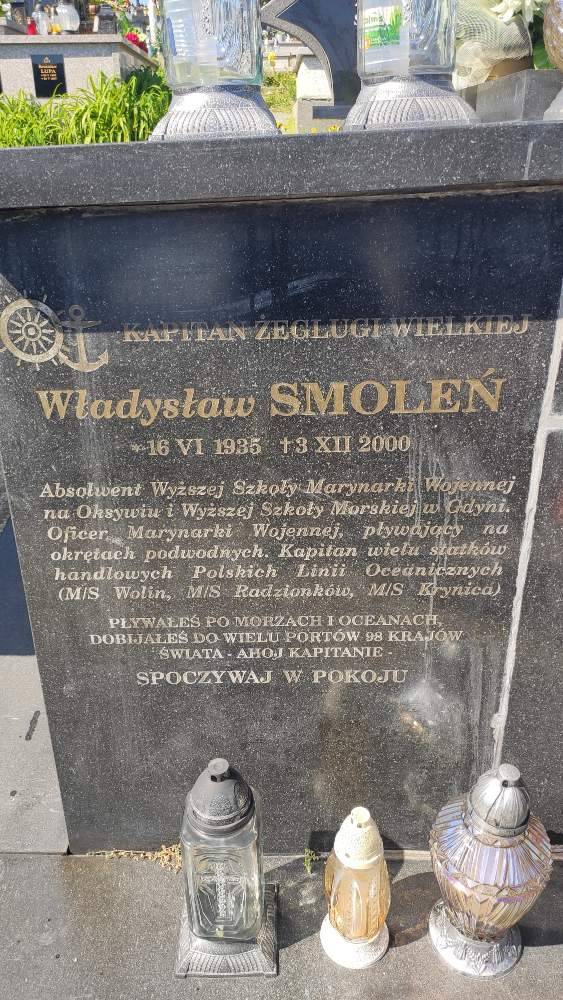 ŁUPA
KAPITAN ŻEGLUGI WIELKIEJ
Władysław SMOLEŃ
*16 VI 1935 †3 XII 2000
Absolwent Wyższej Szkoły Marynarki Wojennej
na Oksywiu i Wyższej Szkoły Morskiej w Gdyni.
Oficer Marynarki Wojennej, pływający na
okrętach podwodnych. Kapitan wielu statków
handlowych Polskich Linii Oceanicznych
(M/S Wolin, M/S Radzionków, M/S Krynica)
PŁYWAŁEŚ PO MORZACH I OCEANACH,
DOBIJAŁEŚ DO WIELU PORTÓW 98 KRAJÓW
ŚWIATA - AHOJ KAPITANIE -
SPOCZYWAJ W POKOJU